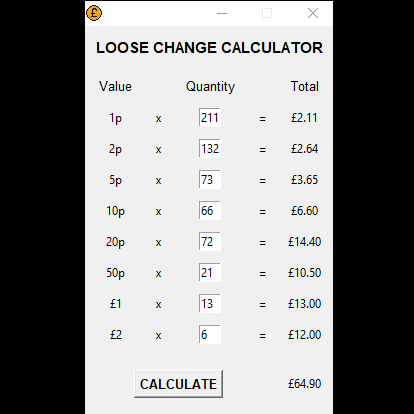 £
LOOSE CHANGE CALCULATOR
Value Quantity Total
1p x 211 = £2.11
2p x 132 = £2.64
5p x 73 = £3.65
10p x 66 = £6.60
20p x 72 = £14.40
50p x 21 = £10.50
£1 x 13 = £13.00
£2 x 6 = £12.00
CALCULATE £64.90